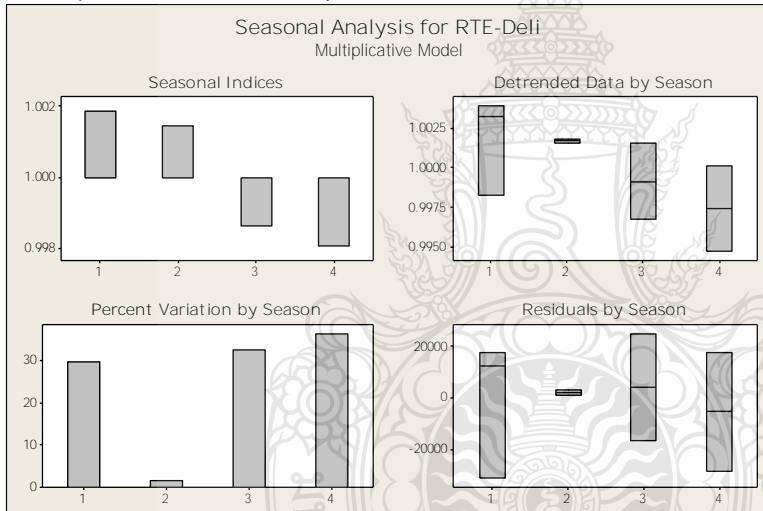 Seasonal Analysis for RTE-Deli
Multiplicative Model
Seasonal Indices
1.002
1.000
0.998
1 2 3 4
Detrended Data by Season
1.0025
1.0000
0.9975
0.9950
1 2 3 4
Percent Variation by Season
30
20
10
0
1 2 3 4
Residuals by Season
20000
0
-20000
1 2 3 4